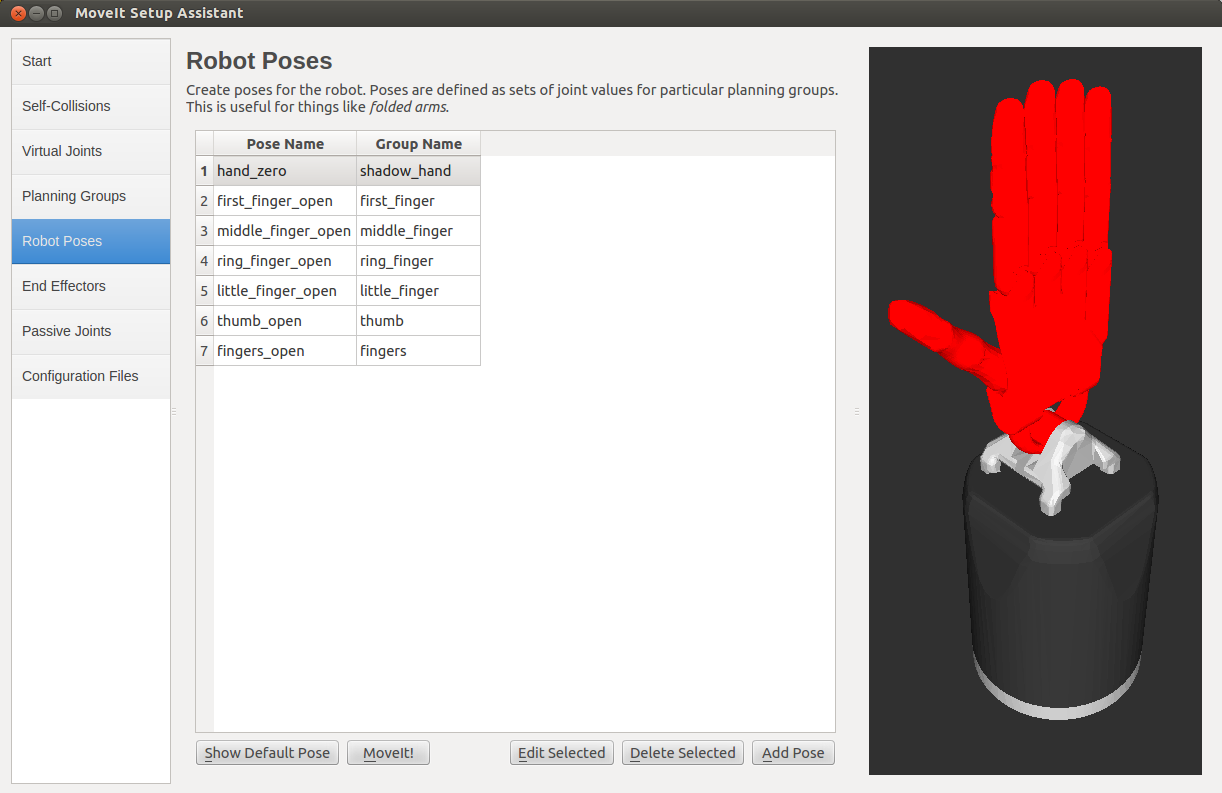 MoveIt Setup Assistant
Start
Self-Collisions
Virtual Joints
Planning Groups
Robot Poses
End Effectors
Passive Joints
Configuration Files
Robot Poses
Create poses for the robot. Poses are defined as sets of joint values for particular planning groups.
This is useful for things like folded arms.
Pose Name Group Name
1 hand_zero shadow_hand
2 first_finger_open first_finger
3 middle_finger_open middle_finger
4 ring_finger_open ring_finger
5 little_finger_open little_finger
6 thumb_open thumb
7 fingers_open fingers
Show Default Pose MoveIt! Edit Selected Delete Selected Add Pose